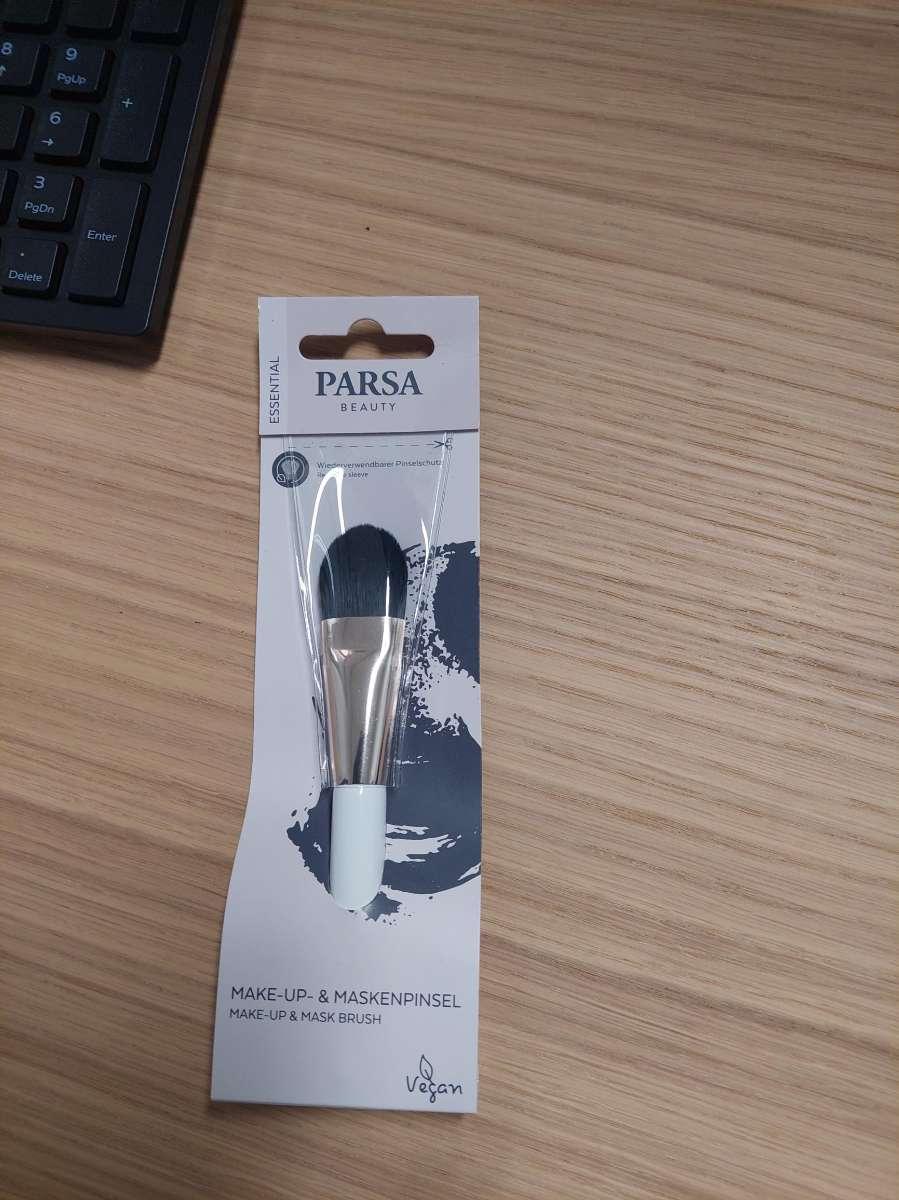 8
↑
9
PgUp
+
6
→
3
PgDn
Enter
.
Delete
ESSENTIAL
PARSA
BEAUTY
Wiederverwendbarer Pinselschutz
sleeve
MAKE-UP- & MASKENPINSEL
MAKE-UP & MASK BRUSH
Vegan